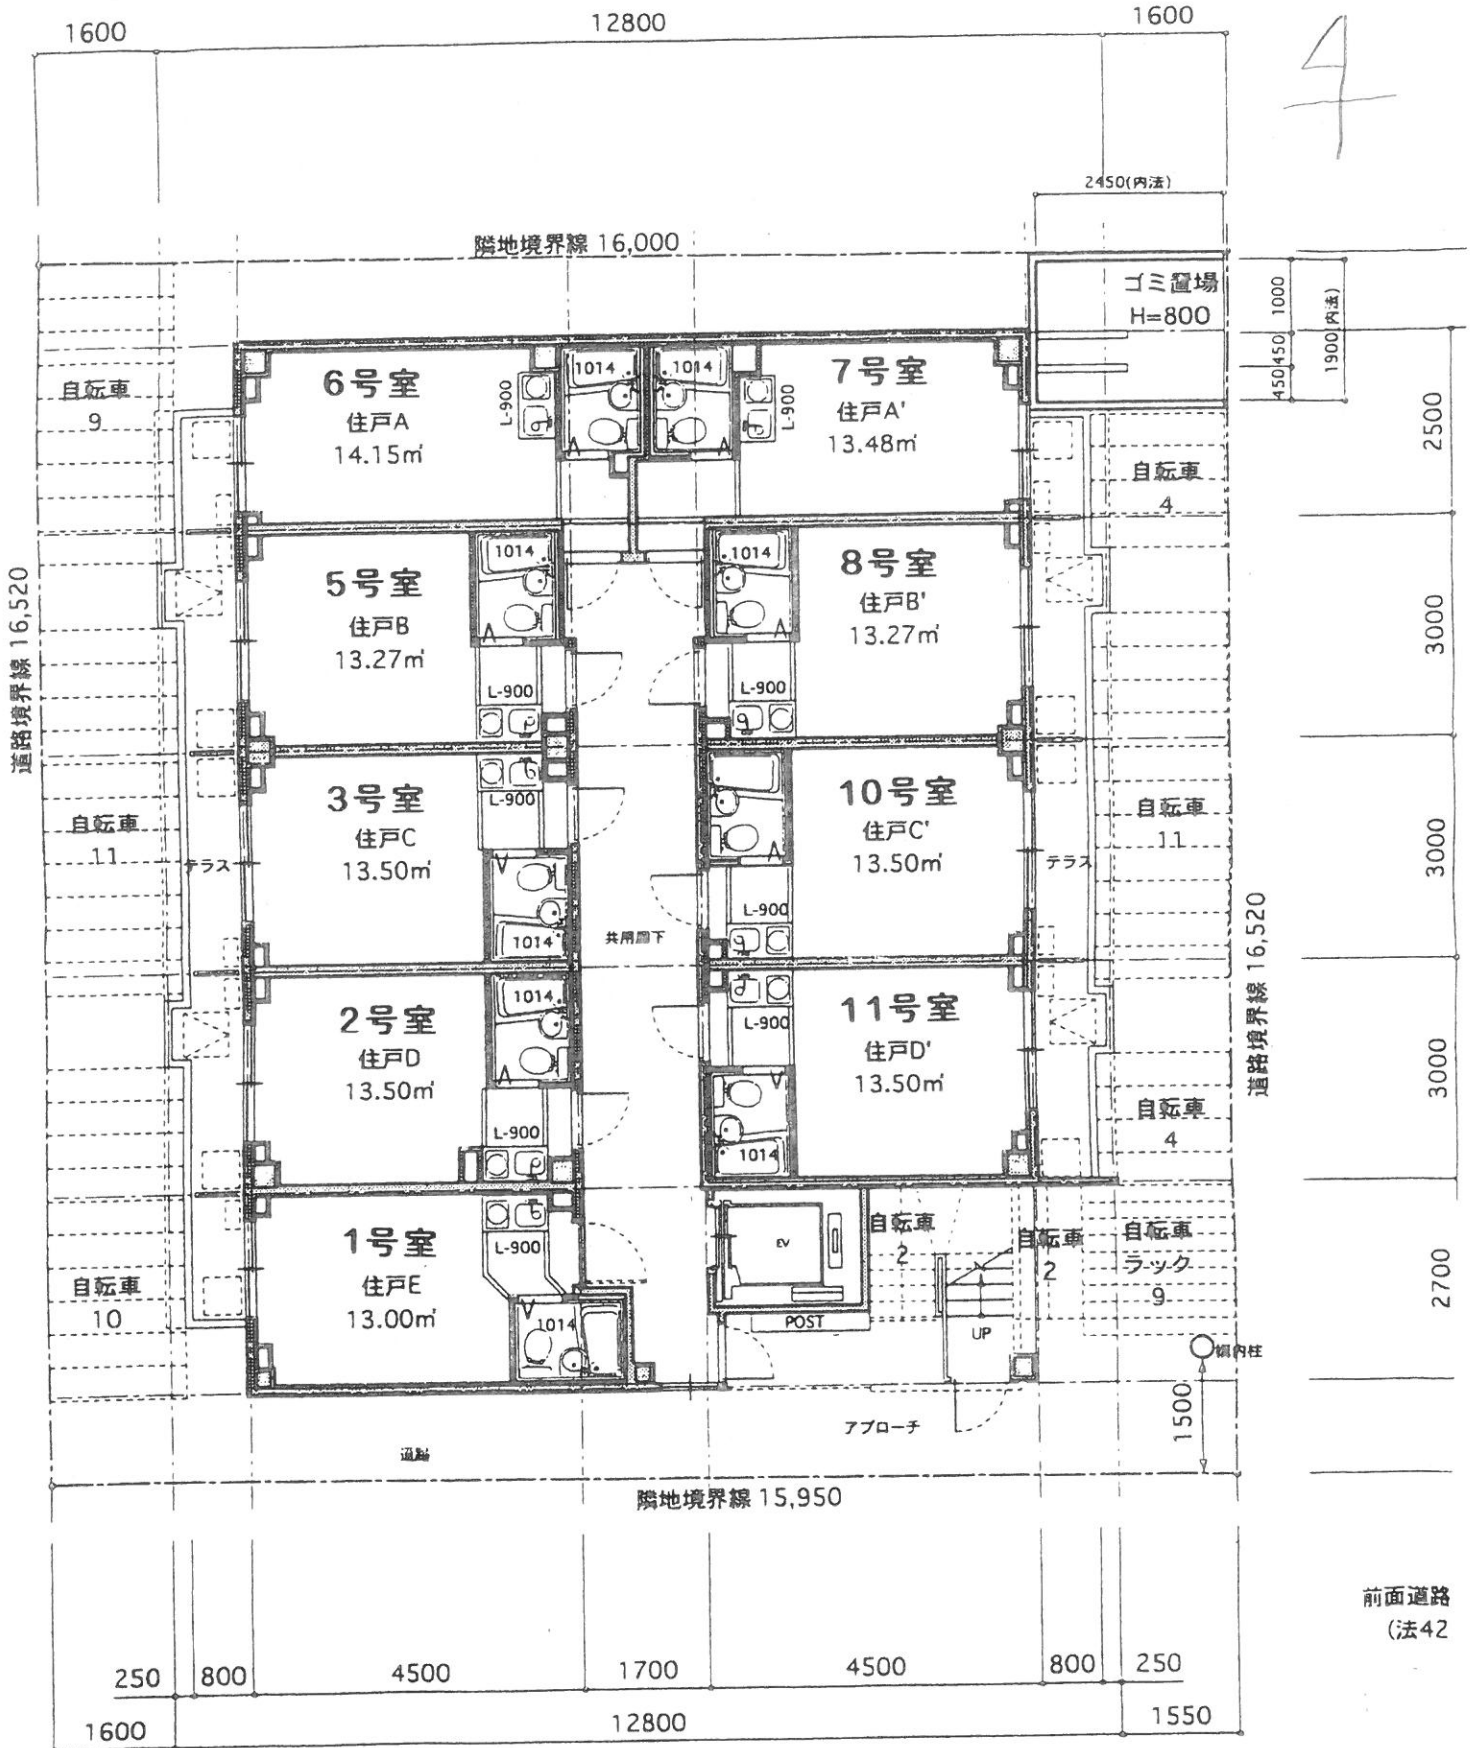 1600
12800
1600
4
2450(内法)
隣地境界線 16,000
ゴミ置場
H=800
1000
450
450
1900(内法)
自転車
9
6号室
住戸A
14.15㎡
L-900
1014
1014
L-900
7号室
住戸A'
13.48㎡
2500
自転車
4
道路境界線 16,520
5号室
住戸B
13.27㎡
1014
L-900
1014
L-900
8号室
住戸B'
13.27㎡
3000
自転車
11
テラス
3号室
住戸C
13.50㎡
L-900
1014
共用廊下
L-900
10号室
住戸C'
13.50㎡
テラス
自転車
11
3000
道路境界線 16,520
2号室
住戸D
13.50㎡
1014
L-900
L-900
1014
11号室
住戸D'
13.50㎡
自転車
4
3000
自転車
10
1号室
住戸E
13.00㎡
L-900
1014
EV
POST
自転車
2
UP
自転車
2
自転車
ラック
9
2700
1500
アプローチ
通路
隣地境界線 15,950
前面道路
(法42
250
800
4500
1700
4500
800
250
1600
12800
1550